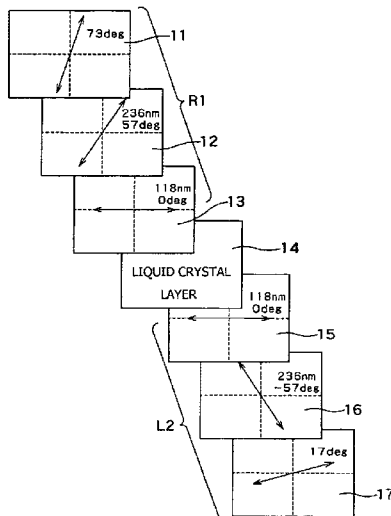 73deg
11
R1
236nm
57deg
12
118nm
0deg
13
14
LIQUID CRYSTAL
LAYER
118nm
0deg
15
236nm
-57deg
16
L2
17deg
17